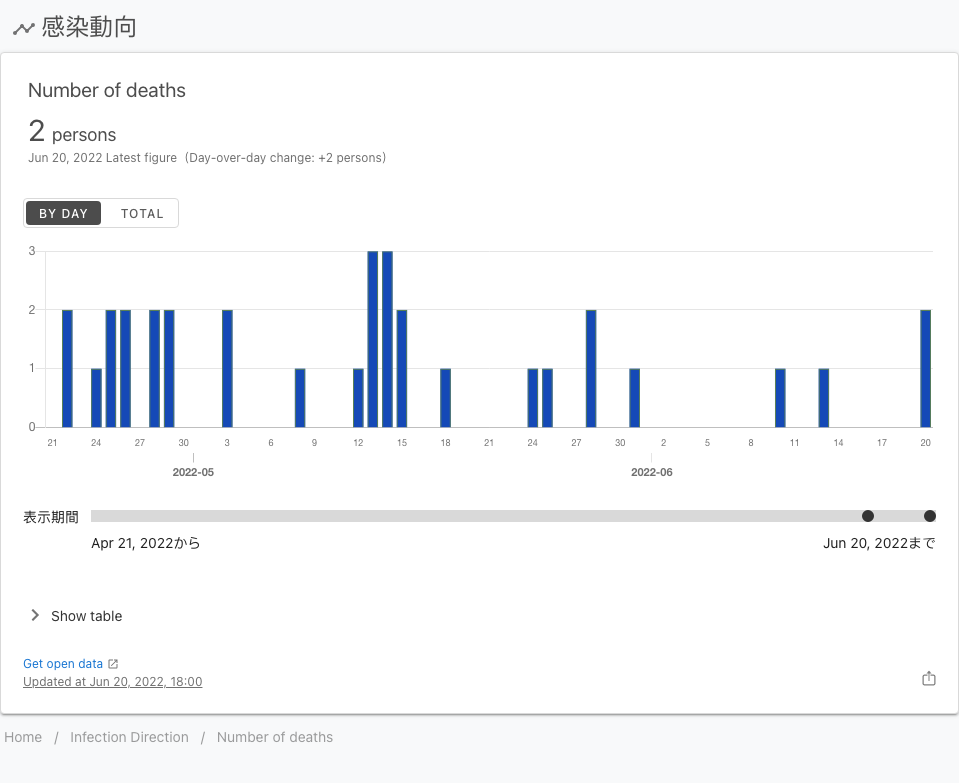 感染動向
Number of deaths
2 persons
Jun 20, 2022 Latest figure (Day-over-day change: +2 persons)
BY DAY TOTAL
3
2
1
0
21 24 27 30 3 6 9 12 15 18 21 24 27 30 2 5 8 11 14 17 20
2022-05 2022-06
表示期間
Apr 21, 2022から Jun 20, 2022まで
Show table
Get open data
Updated at Jun 20, 2022, 18:00
Home / Infection Direction / Number of deaths